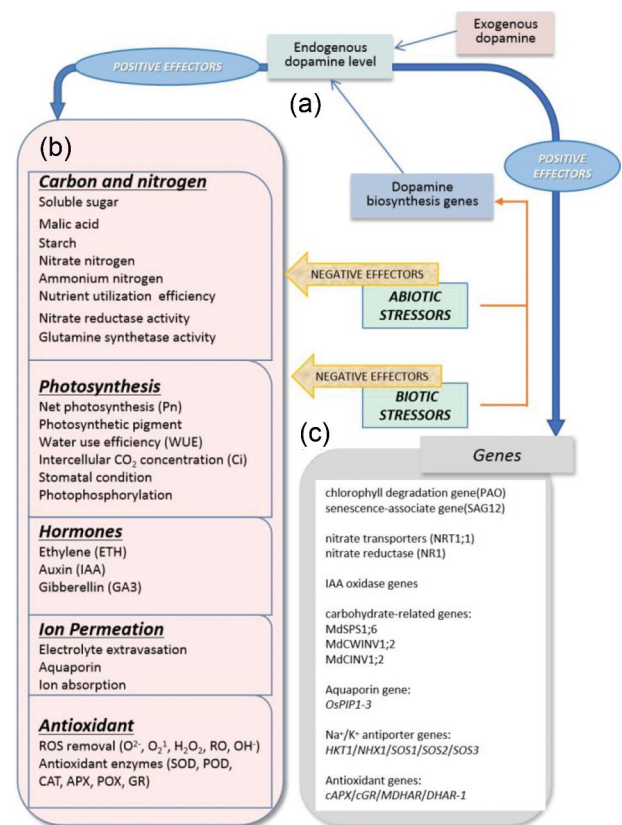 Exogenous
dopamine
Endogenous
dopamine level
POSITIVE EFFECTORS
(a)
POSITIVE
EFFECTORS
Dopamine
biosynthesis genes
NEGATIVE EFFECTORS
ABIOTIC
STRESSORS
NEGATIVE EFFECTORS
BIOTIC
STRESSORS
(b)
Carbon and nitrogen
Soluble sugar
Malic acid
Starch
Nitrate nitrogen
Ammonium nitrogen
Nutrient utilization efficiency
Nitrate reductase activity
Glutamine synthetase activity
Photosynthesis
Net photosynthesis (Pn)
Photosynthetic pigment
Water use efficiency (WUE)
Intercellular CO₂ concentration (Ci)
Stomatal condition
Photophosphorylation
Hormones
Ethylene (ETH)
Auxin (IAA)
Gibberellin (GA3)
Ion Permeation
Electrolyte extravasation
Aquaporin
Ion absorption
Antioxidant
ROS removal (O²⁻, O₂¹, H₂O₂, RO, OH⁻)
Antioxidant enzymes (SOD, POD,
CAT, APX, POX, GR)
(c)
Genes
chlorophyll degradation gene(PAO)
senescence-associate gene(SAG12)
nitrate transporters (NRT1;1)
nitrate reductase (NR1)
IAA oxidase genes
carbohydrate-related genes:
MdSPS1;6
MdCWINV1;2
MdCINV1;2
Aquaporin gene:
OsPIP1-3
Na⁺/K⁺ antiporter genes:
HKT1/NHX1/SOS1/SOS2/SOS3
Antioxidant genes:
cAPX/cGR/MDHAR/DHAR-1